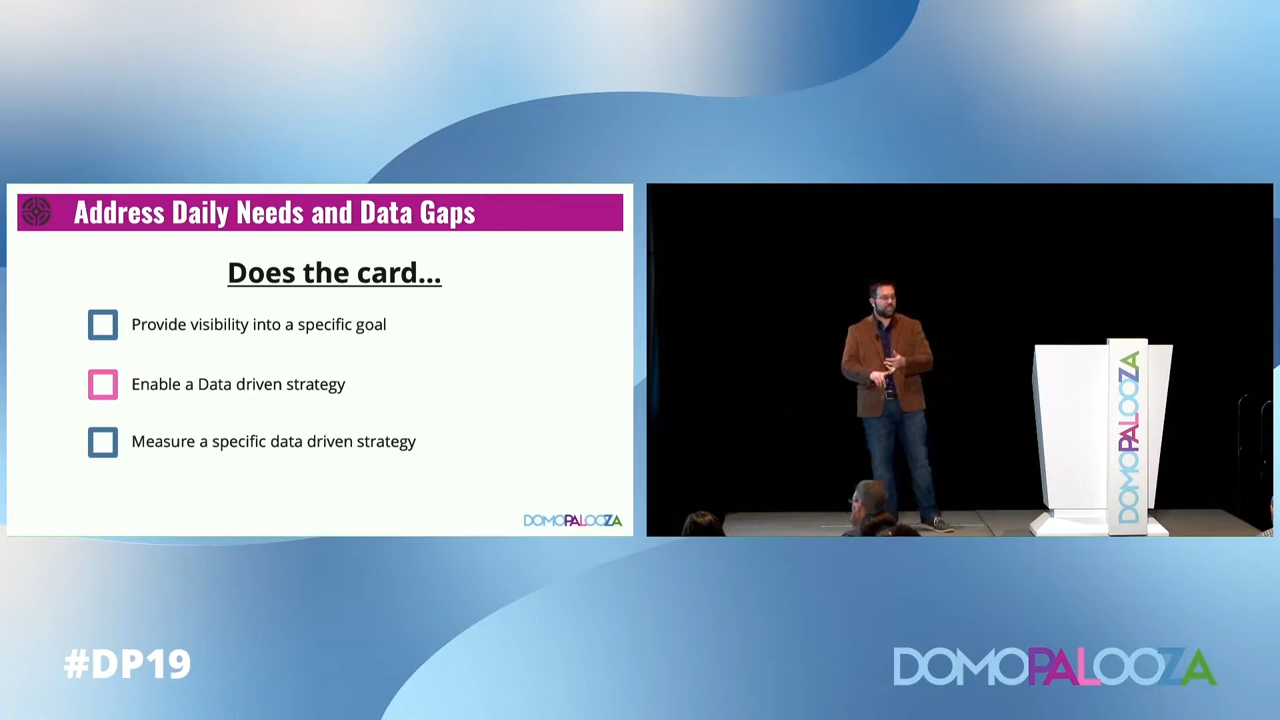 Address Daily Needs and Data Gaps
Does the card...
Provide visibility into a specific goal
Enable a Data driven strategy
Measure a specific data driven strategy
DOMOPALOOZA
DOMOPALOOZA
#DP19
DOMOPALOOZA